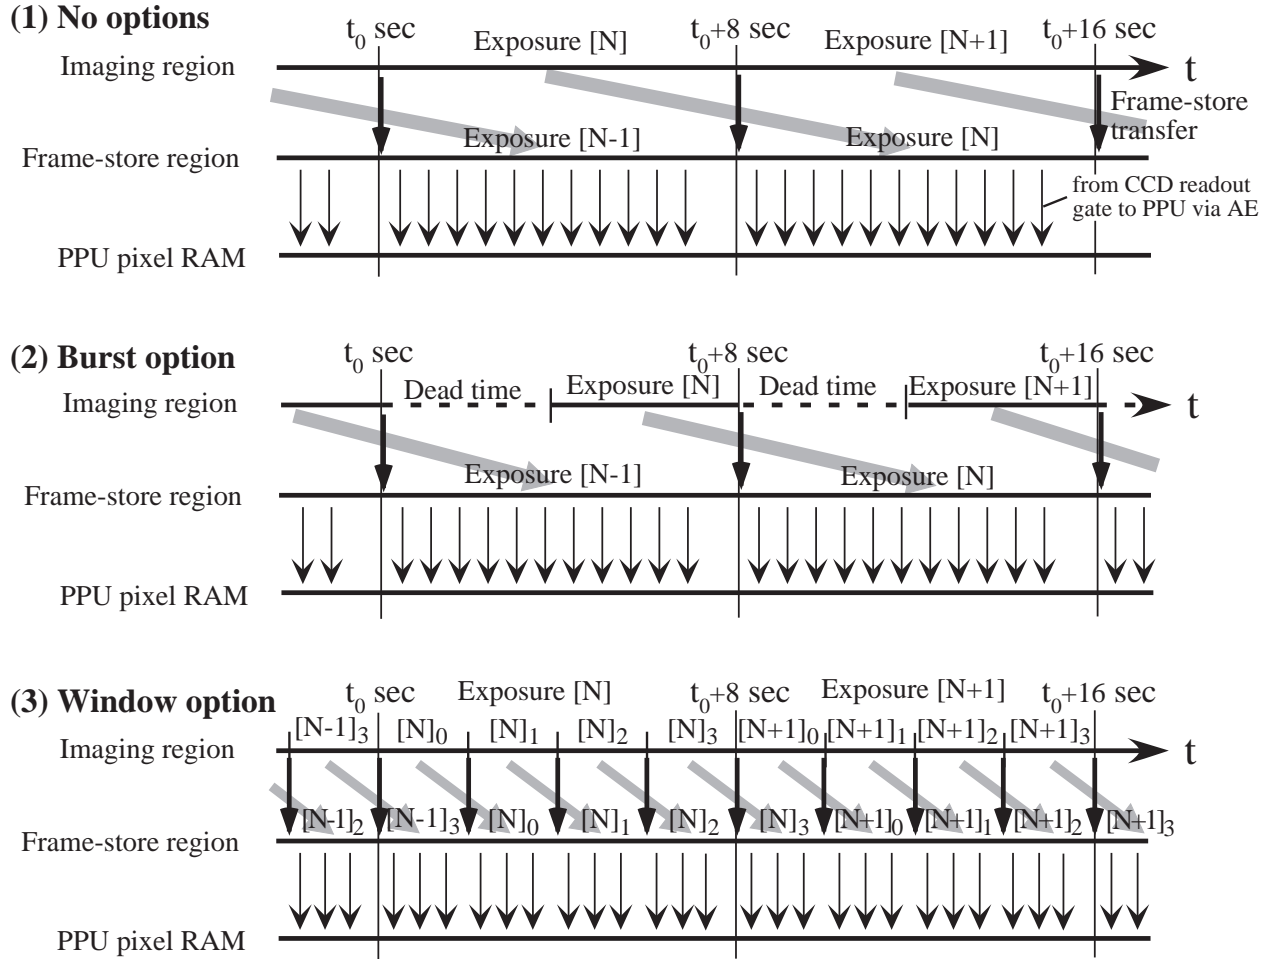 (1) No options
t0 sec Exposure [N] t0+8 sec Exposure [N+1] t0+16 sec
Imaging region t
Frame-store
transfer
Exposure [N-1] Exposure [N]
Frame-store region
from CCD readout
gate to PPU via AE
PPU pixel RAM
(2) Burst option
t0 sec t0+8 sec t0+16 sec
Dead time Exposure [N] Dead time Exposure [N+1]
Imaging region t
Exposure [N-1] Exposure [N]
Frame-store region
PPU pixel RAM
(3) Window option
t0 sec Exposure [N] t0+8 sec Exposure [N+1] t0+16 sec
[N-1]3 [N]0 [N]1 [N]2 [N]3 [N+1]0 [N+1]1 [N+1]2 [N+1]3
Imaging region t
[N-1]2 [N-1]3 [N]0 [N]1 [N]2 [N]3 [N+1]0 [N+1]1 [N+1]2 [N+1]3
Frame-store region
PPU pixel RAM